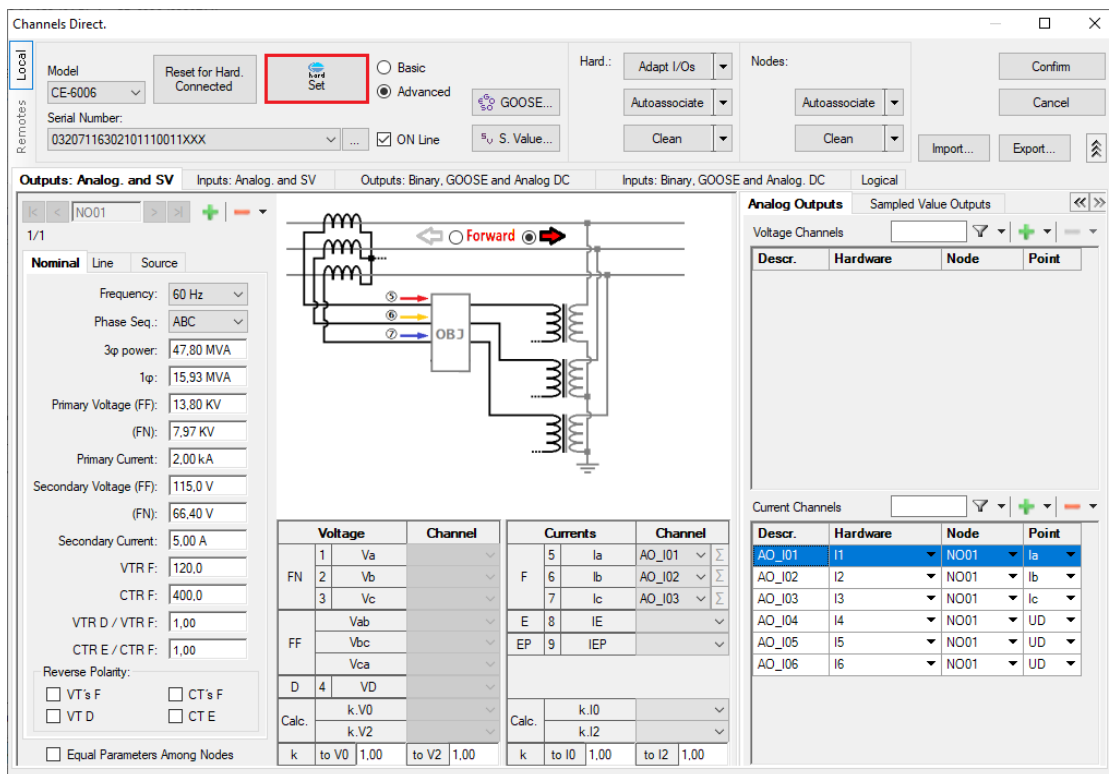 Channels Direct.
Local
Remotes
Model
CE-6006
Reset for Hard. Connected
hard
Set
Basic
Advanced
Serial Number:
03207116302101110011XXX
...
ON Line
GOOSE...
S. Value...
Hard.:
Adapt I/Os
Autoassociate
Clean
Nodes:
Autoassociate
Clean
Confirm
Cancel
Import...
Export...
Outputs: Analog. and SV
Inputs: Analog. and SV
Outputs: Binary, GOOSE and Analog DC
Inputs: Binary, GOOSE and Analog. DC
Logical
NO01
1/1
Nominal Line Source
Frequency: 60 Hz
Phase Seq.: ABC
3φ power: 47,80 MVA
1φ: 15,93 MVA
Primary Voltage (FF): 13,80 KV
(FN): 7,97 KV
Primary Current: 2,00 kA
Secondary Voltage (FF): 115,0 V
(FN): 66,40 V
Secondary Current: 5,00 A
VTR F: 120,0
CTR F: 400,0
VTR D / VTR F: 1,00
CTR E / CTR F: 1,00
Reverse Polarity:
VT's F CT's F
VT D CT E
Equal Parameters Among Nodes
Forward
⑤
⑥
⑦
OBJ
Voltage Channel
FN
1 Va
2 Vb
3 Vc
FF
Vab
Vbc
Vca
D 4 VD
Calc.
k.V0
k.V2
k to V0 1,00 to V2 1,00
Currents Channel
F
5 Ia AO_I01 Σ
6 Ib AO_I02 Σ
7 Ic AO_I03 Σ
E 8 IE
EP 9 IEP
Calc.
k.I0
k.I2
k to I0 1,00 to I2 1,00
Analog Outputs Sampled Value Outputs
Voltage Channels
Descr. Hardware Node Point
Current Channels
Descr. Hardware Node Point
AO_I01 I1 NO01 Ia
AO_I02 I2 NO01 Ib
AO_I03 I3 NO01 Ic
AO_I04 I4 NO01 UD
AO_I05 I5 NO01 UD
AO_I06 I6 NO01 UD